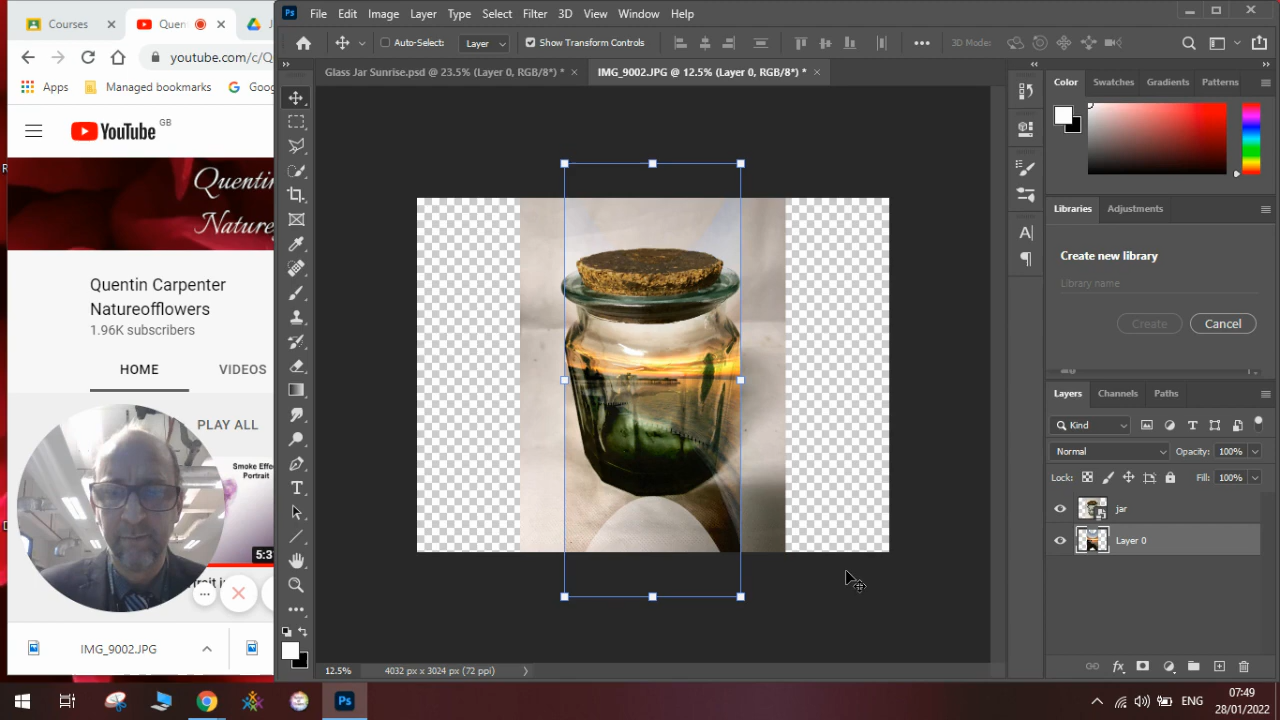 Courses
Quen
J
File Edit Image Layer Type Select Filter 3D View Window Help
youtube.com/c/Q
Auto-Select: Layer Show Transform Controls 3D Mode:
Apps Managed bookmarks Goog
Glass Jar Sunrise.psd @ 23.5% (Layer 0, RGB/8*) * IMG_9002.JPG @ 12.5% (Layer 0, RGB/8*) *
YouTube GB
Color Swatches Gradients Patterns
Quentin
Nature
Libraries Adjustments
Create new library
Library name
Create Cancel
Quentin Carpenter
Natureofflowers
1.96K subscribers
HOME VIDEOS
PLAY ALL
Smoke Effe
Portrait
5:3
Layers Channels Paths
Kind
Normal Opacity: 100%
Lock: Fill: 100%
jar
Layer 0
IMG_9002.JPG
12.5% 4032 px x 3024 px (72 ppi)
ENG
07:49
28/01/2022